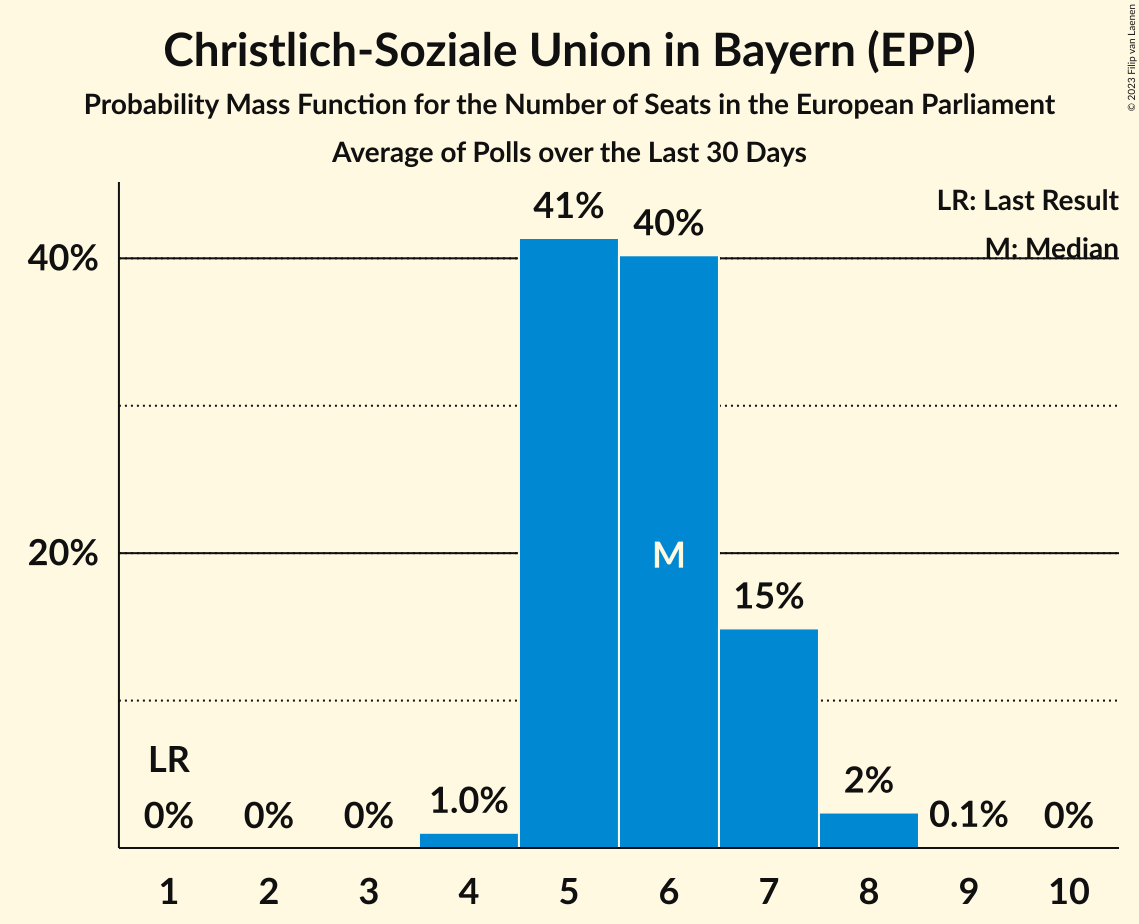 Christlich-Soziale Union in Bayern (EPP)
Probability Mass Function for the Number of Seats in the European Parliament
Average of Polls over the Last 30 Days
© 2023 Filip van Laenen
LR: Last Result
M: Median
41%
40%
40%
20%
M
15%
LR
0%
0%
0%
1.0%
2%
0.1%
0%
1 2 3 4 5 6 7 8 9 10